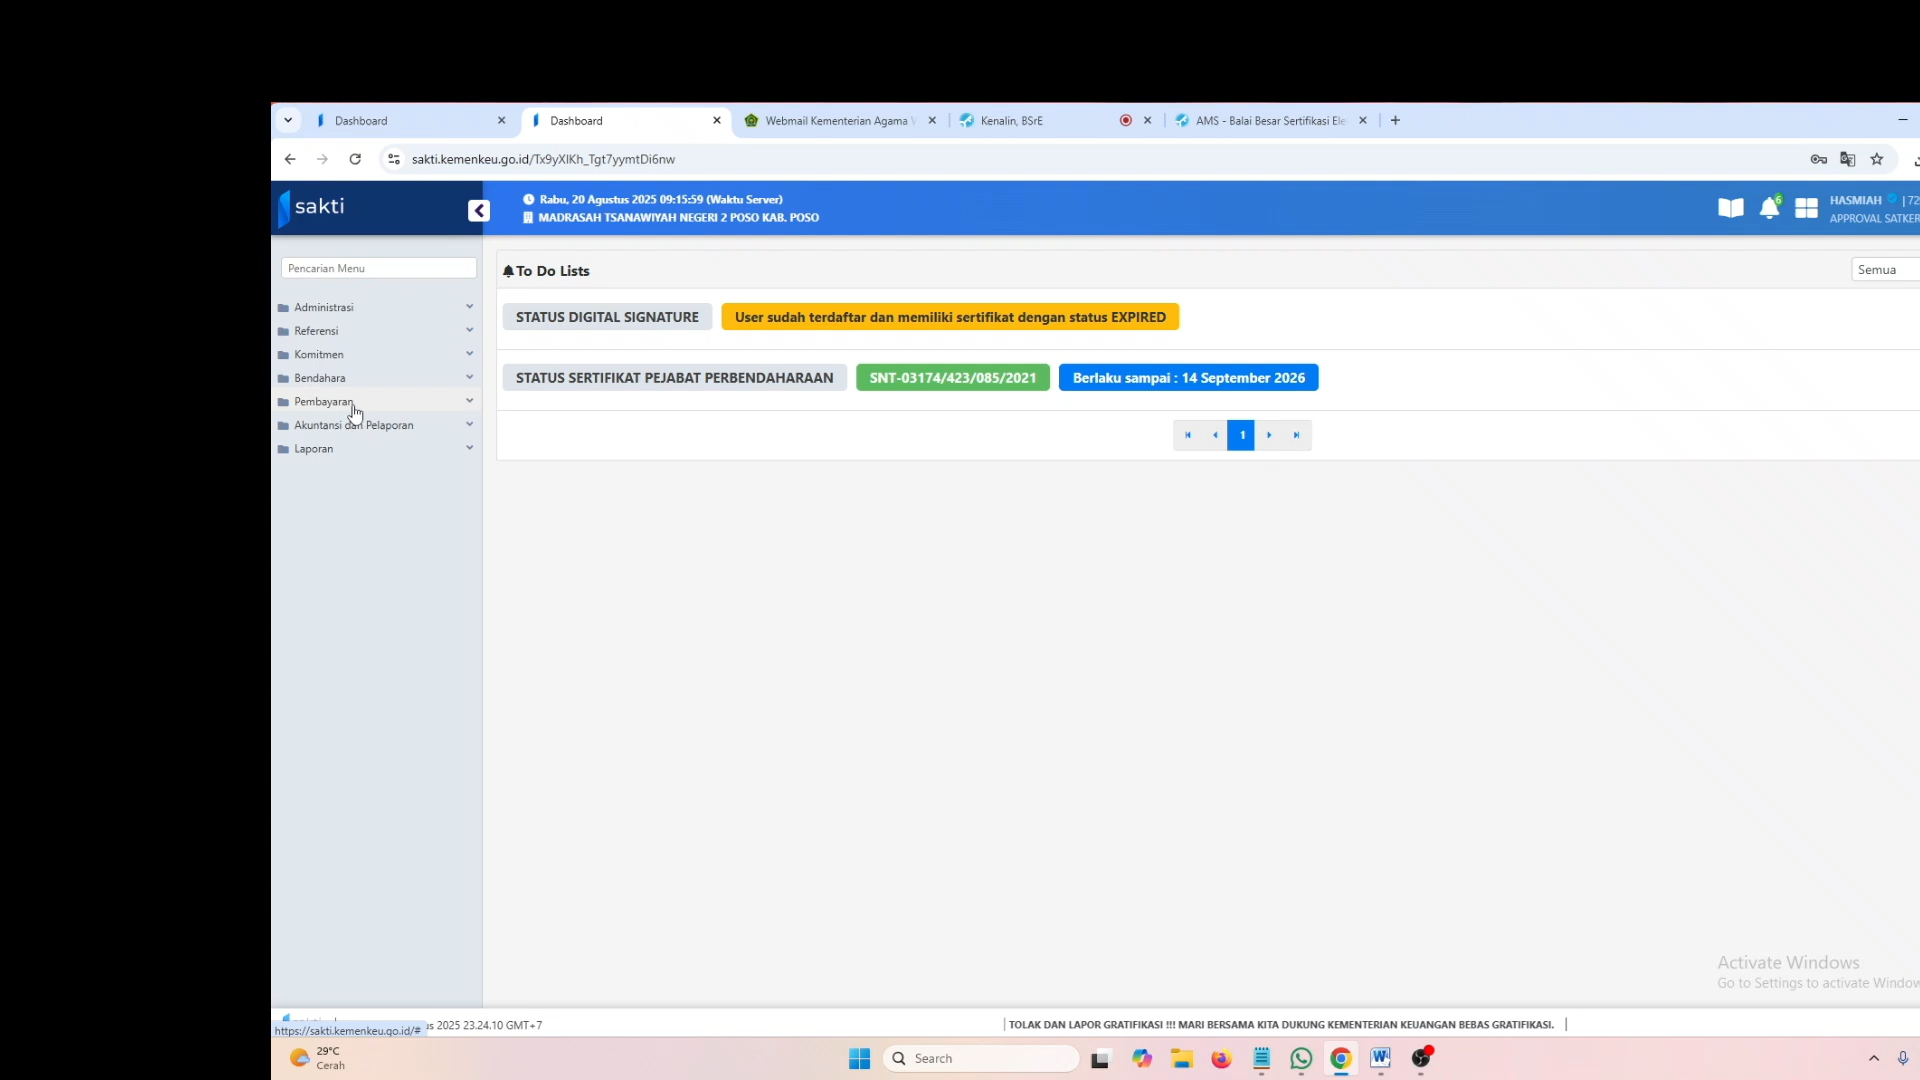 Dashboard
Dashboard
Webmail Kementerian Agama
Kenalin, BSrE
AMS - Balai Besar Sertifikasi Ele
sakti.kemenkeu.go.id/Tx9yXIKh_Tgt7yymtDi6nw
sakti
Rabu, 20 Agustus 2025 09:15:59 (Waktu Server)
MADRASAH TSANAWIYAH NEGERI 2 POSO KAB. POSO
6
HASMIAH | 72
APPROVAL SATKER
Pencarian Menu
To Do Lists
Semua
Administrasi
Referensi
Komitmen
Bendahara
Pembayaran
Akuntansi dan Pelaporan
Laporan
STATUS DIGITAL SIGNATURE
User sudah terdaftar dan memiliki sertifikat dengan status EXPIRED
STATUS SERTIFIKAT PEJABAT PERBENDAHARAAN
SNT-03174/423/085/2021
Berlaku sampai : 14 September 2026
1
Activate Windows
Go to Settings to activate Window
https://sakti.kemenkeu.go.id/#
2025 23.24.10 GMT+7
| TOLAK DAN LAPOR GRATIFIKASI !!! MARI BERSAMA KITA DUKUNG KEMENTERIAN KEUANGAN BEBAS GRATIFIKASI. |
29°C
Cerah
Search